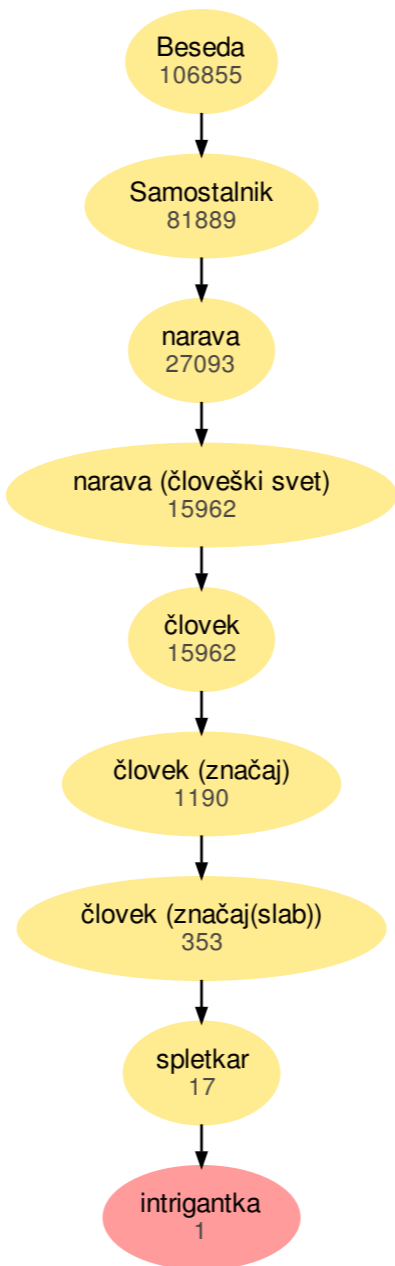 Beseda
106855
Samostalnik
81889
narava
27093
narava (človeški svet)
15962
človek
15962
človek (značaj)
1190
človek (značaj(slab))
353
spletkar
17
intrigantka
1